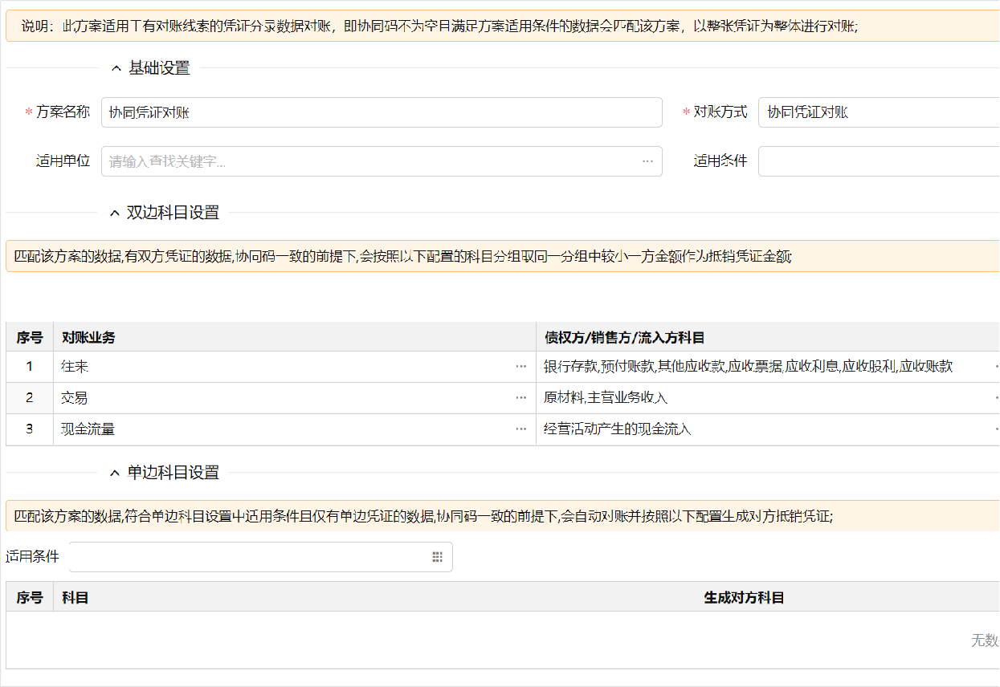 说明：此方案适用于有对账线索的凭证分录数据对账，即协同码不为空且满足方案适用条件的数据会匹配该方案，以整张凭证为整体进行对账;
基础设置
* 方案名称 协同凭证对账 * 对账方式 协同凭证对账
适用单位 请输入查找关键字... 适用条件
双边科目设置
匹配该方案的数据,有双方凭证的数据,协同码一致的前提下,会按照以下配置的科目分组取同一分组中较小一方金额作为抵销凭证金额;
序号 对账业务 债权方/销售方/流入方科目
1 往来 银行存款,预付账款,其他应收款,应收票据,应收利息,应收股利,应收账款
2 交易 原材料,主营业务收入
3 现金流量 经营活动产生的现金流入
单边科目设置
匹配该方案的数据,符合单边科目设置中适用条件且仅有单边凭证的数据,协同码一致的前提下,会自动对账并按照以下配置生成对方抵销凭证;
适用条件
序号 科目 生成对方科目
无数